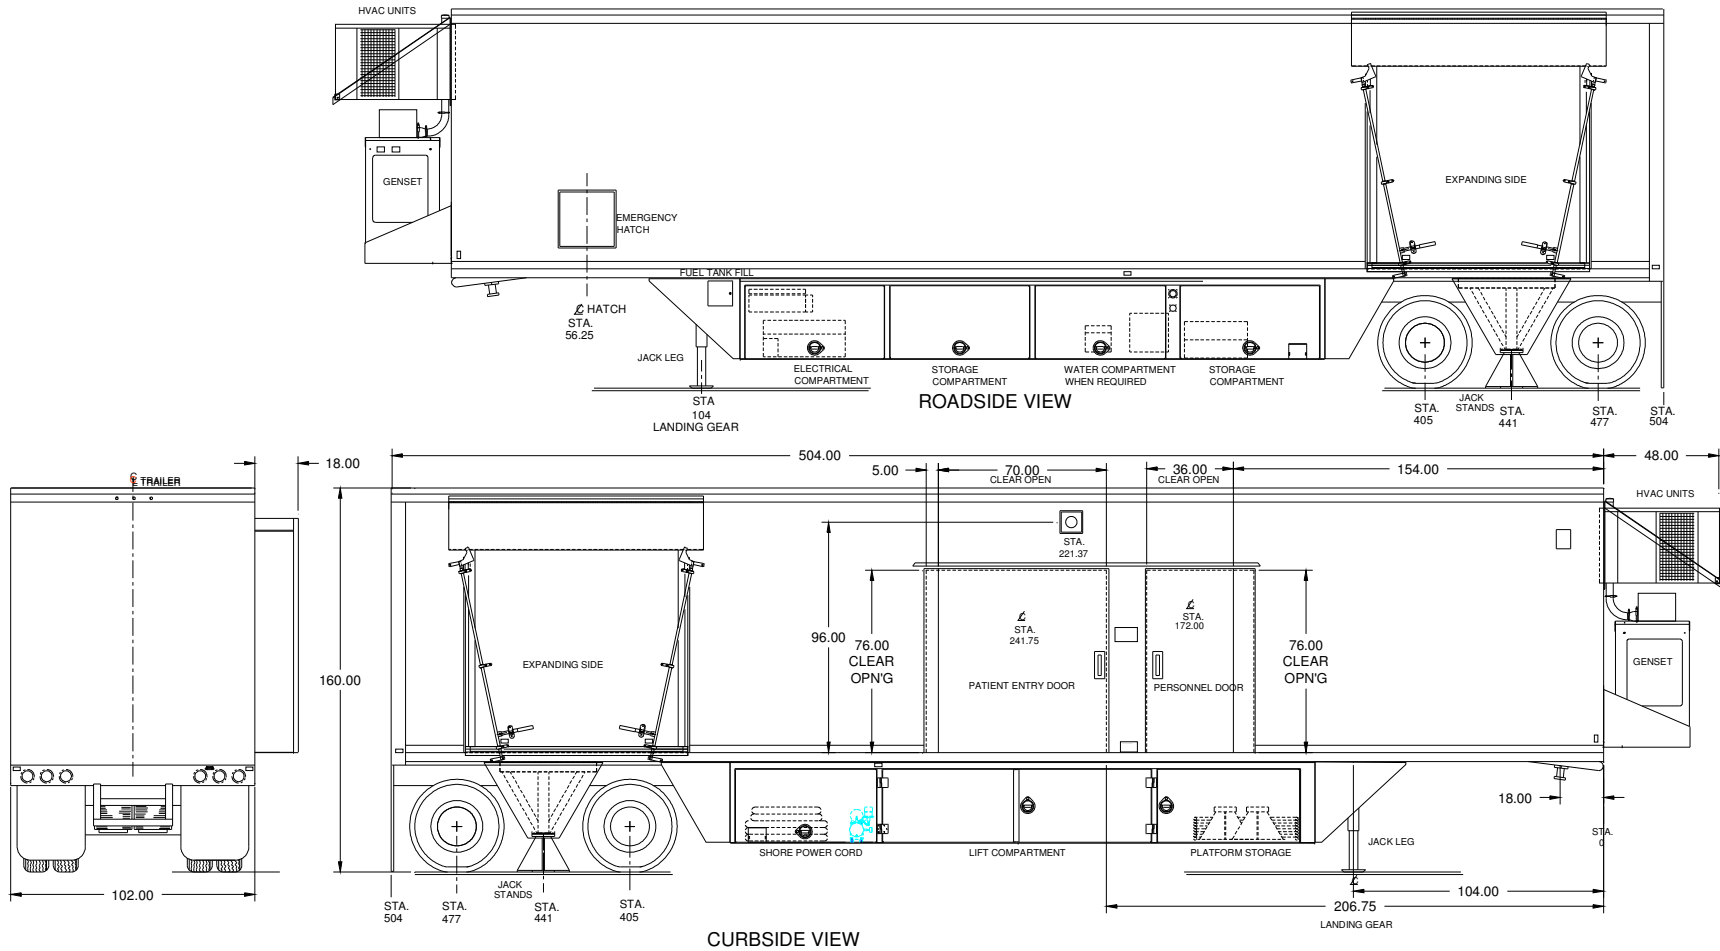 HVAC UNITS
GENSET
EMERGENCY
HATCH
EXPANDING SIDE
FUEL TANK FILL
℄ HATCH
STA.
56.25
JACK LEG
ELECTRICAL
COMPARTMENT
STORAGE
COMPARTMENT
WATER COMPARTMENT
WHEN REQUIRED
STORAGE
COMPARTMENT
STA
104
LANDING GEAR
ROADSIDE VIEW
STA.
405
JACK
STANDS
STA.
441
STA.
477
STA.
504
18.00
℄ TRAILER
102.00
504.00
48.00
5.00
70.00
CLEAR OPEN
36.00
CLEAR OPEN
154.00
HVAC UNITS
STA.
221.37
96.00
76.00
CLEAR
OPN'G
℄
STA.
241.75
℄
STA.
172.00
76.00
CLEAR
OPN'G
160.00
EXPANDING SIDE
PATIENT ENTRY DOOR
PERSONNEL DOOR
GENSET
18.00
STA.
0
SHORE POWER CORD
LIFT COMPARTMENT
PLATFORM STORAGE
JACK LEG
℄
104.00
206.75
LANDING GEAR
STA.
504
STA.
477
JACK
STANDS
STA.
441
STA.
405
CURBSIDE VIEW